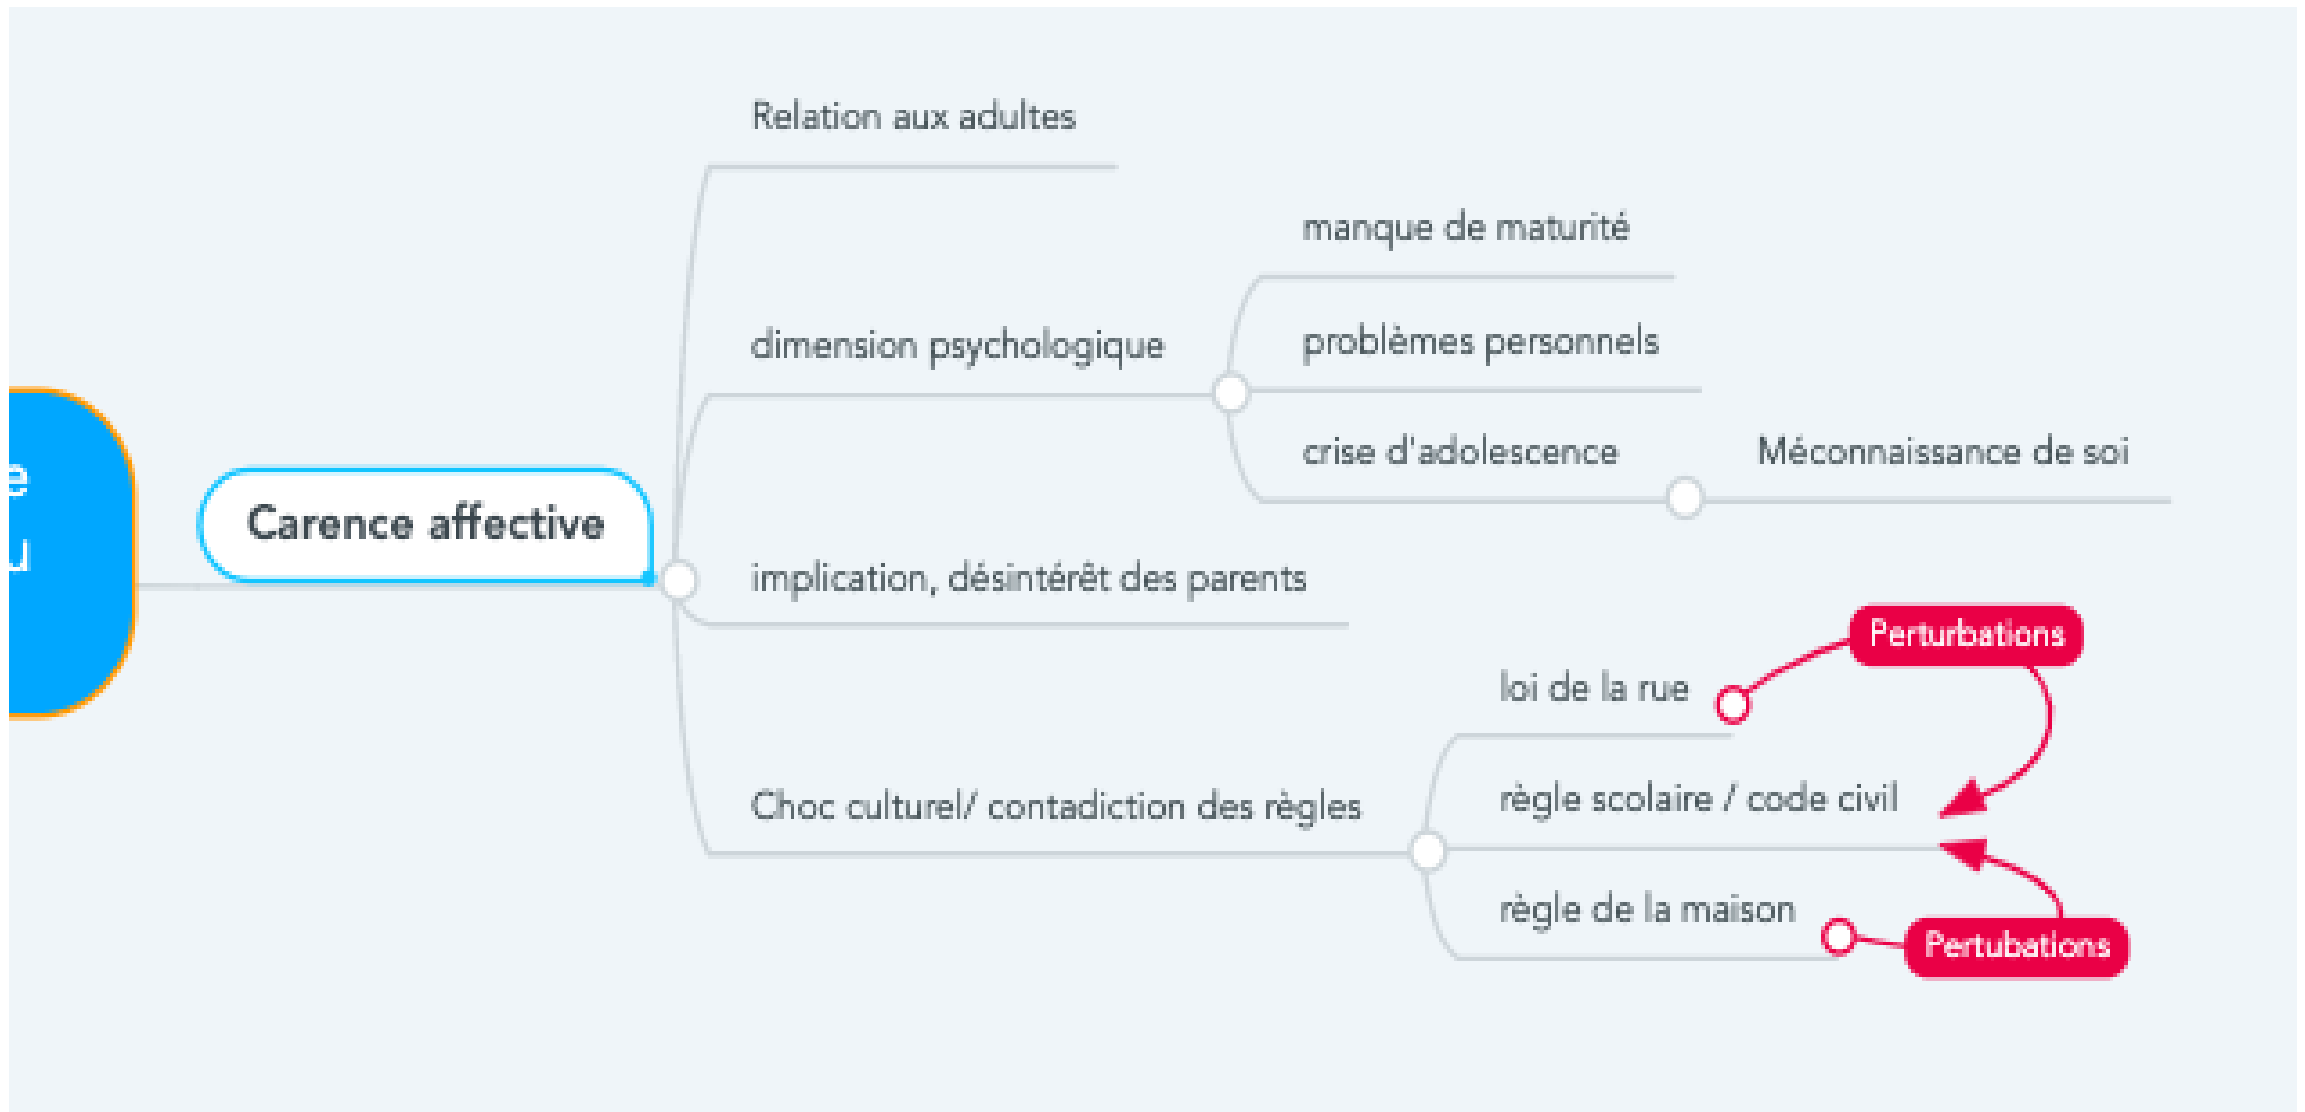 Relation aux adultes
manque de maturité
dimension psychologique
problèmes personnels
crise d'adolescence
Méconnaissance de soi
Carence affective
implication, désintérêt des parents
Perturbations
loi de la rue
règle scolaire / code civil
Choc culturel/ contadiction des règles
règle de la maison
Pertubations